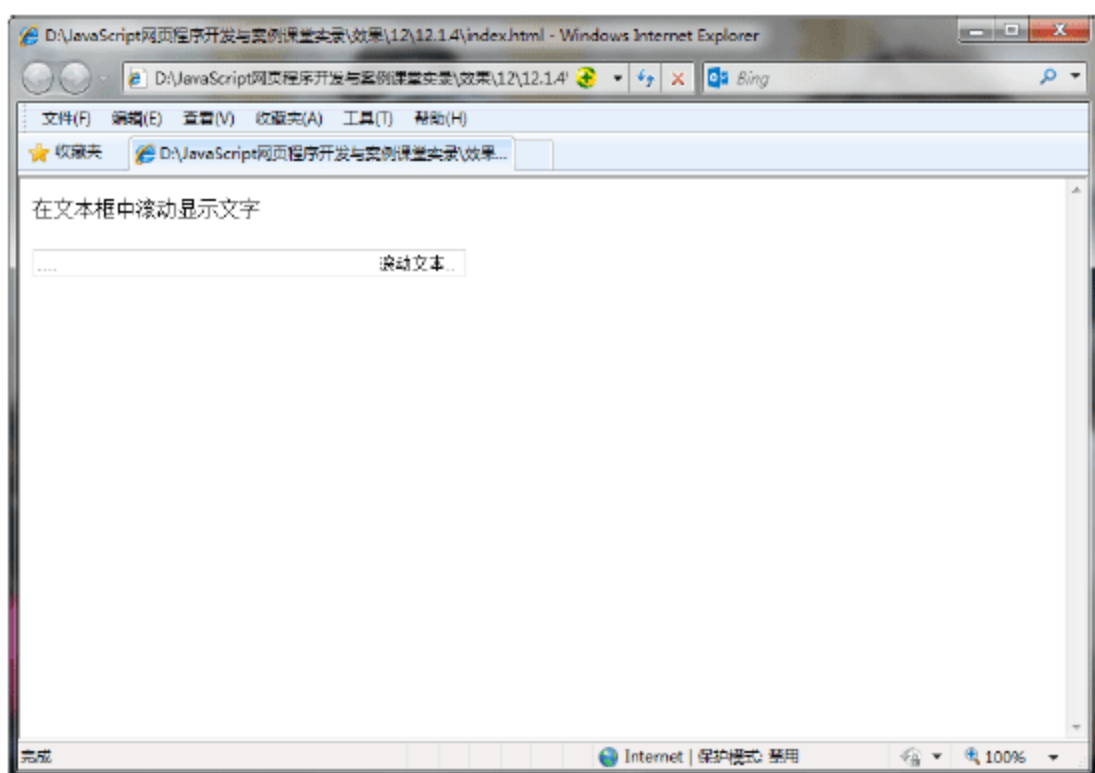 D:\JavaScript网页程序开发与案例课堂实录\效果\12\12.1.4\index.html - Windows Internet Explorer
D:\JavaScript网页程序开发与案例课堂实录\效果\12\12.1.4\ Bing
文件(F) 编辑(E) 查看(V) 收藏夹(A) 工具(T) 帮助(H)
收藏夹 D:\JavaScript网页程序开发与案例课堂实录\效果...
在文本框中滚动显示文字
.... 滚动文本..
完成 Internet | 保护模式: 禁用 100%